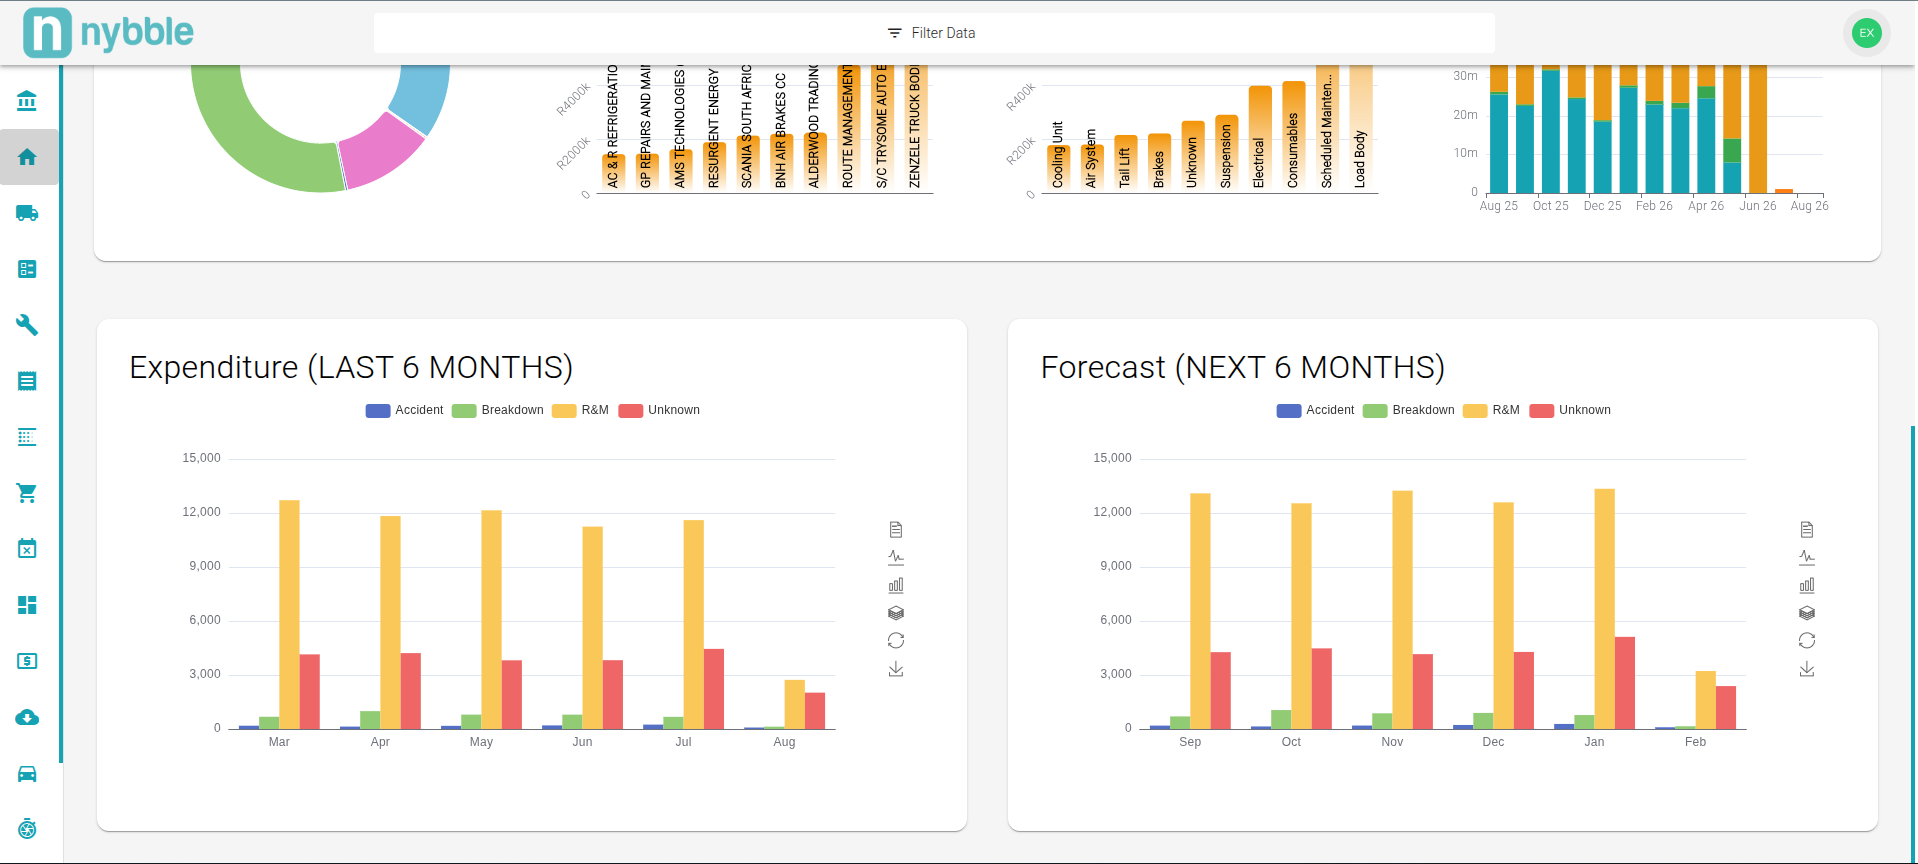 nybble
Filter Data
EX
R4000k
R2000k
0
AC & R REFRIGERATIO
GP REPAIRS AND MAI
AMS TECHNOLOGIES
RESURGENT ENERGY
SCANIA SOUTH AFRIC
BNH AIR BRAKES CC
ALDERWOOD TRADING
ROUTE MANAGEMENT
S/C TRYSOME AUTO E
ZENZELE TRUCK BODI
R400k
R200k
0
Cooling Unit
Air System
Tail Lift
Brakes
Unknown
Suspension
Electrical
Consumables
Scheduled Mainten...
Load Body
30m
20m
10m
0
Aug 25 Oct 25 Dec 25 Feb 26 Apr 26 Jun 26 Aug 26
Expenditure (LAST 6 MONTHS)
Accident Breakdown R&M Unknown
15,000
12,000
9,000
6,000
3,000
0
Mar Apr May Jun Jul Aug
Forecast (NEXT 6 MONTHS)
Accident Breakdown R&M Unknown
15,000
12,000
9,000
6,000
3,000
0
Sep Oct Nov Dec Jan Feb